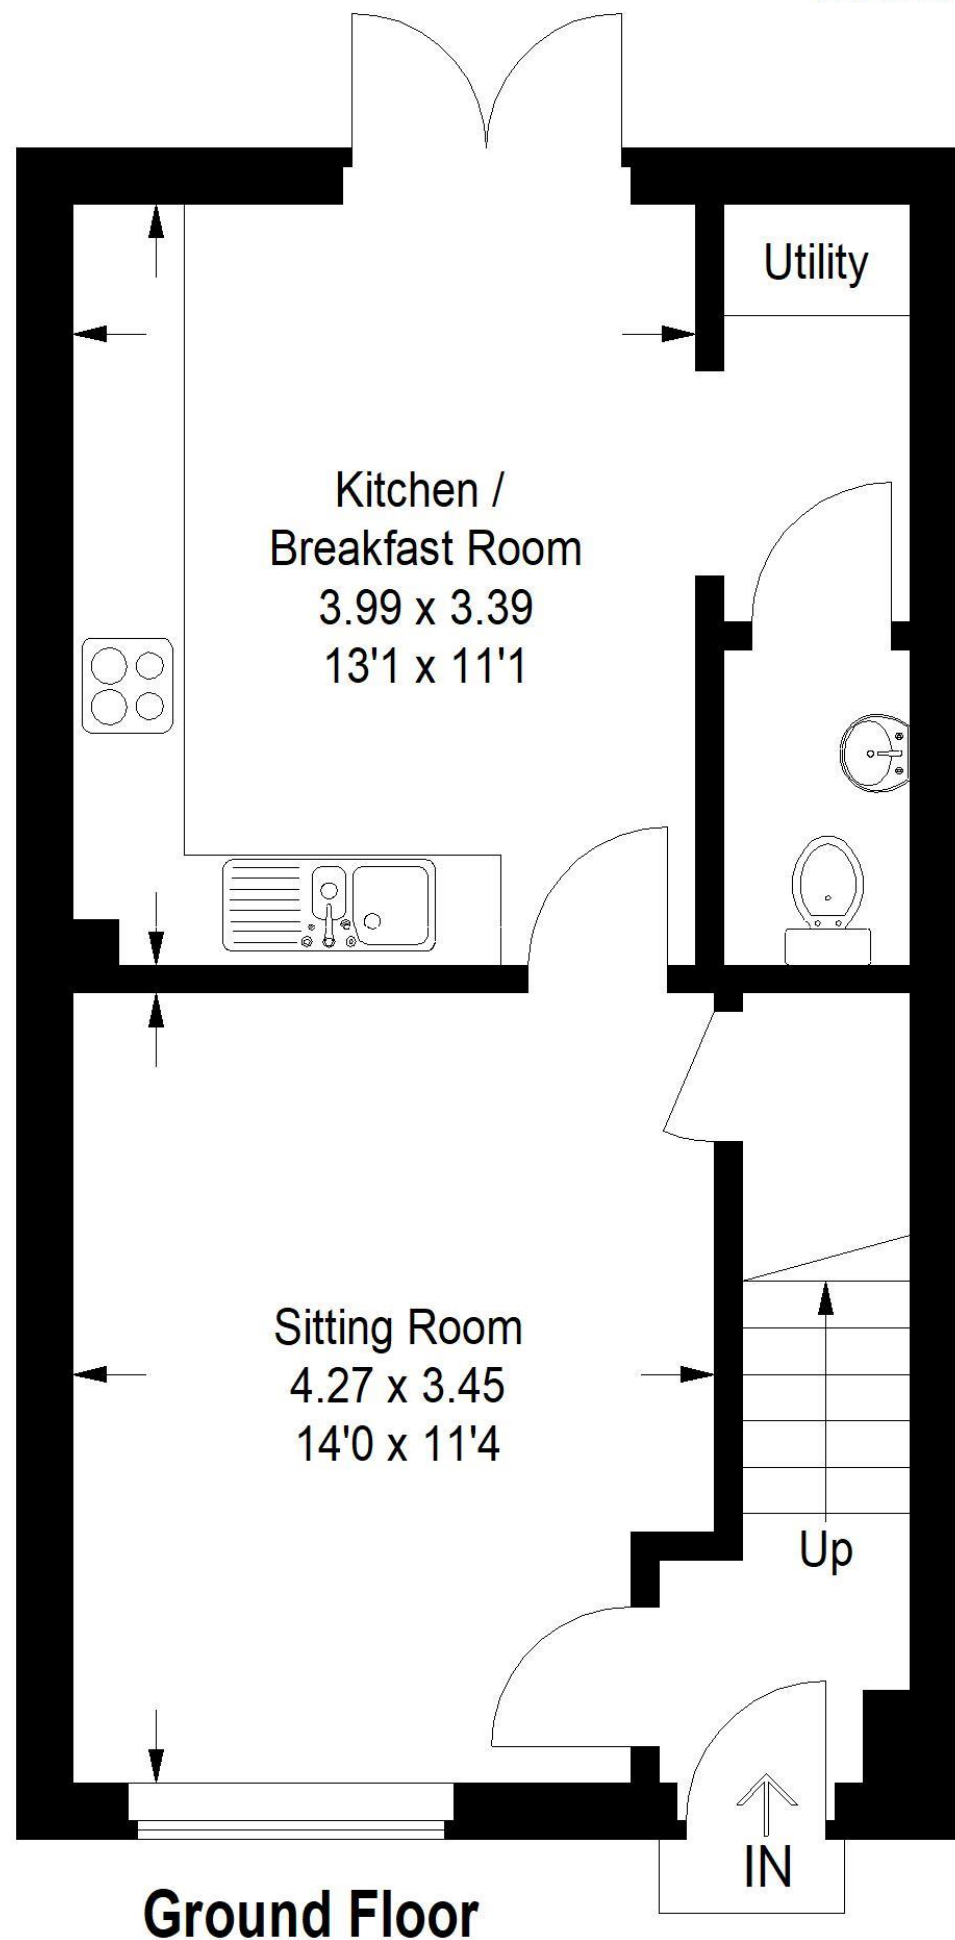 Utility
Kitchen /
Breakfast Room
3.99 x 3.39
13'1 x 11'1
Sitting Room
4.27 x 3.45
14'0 x 11'4
Up
IN
Ground Floor